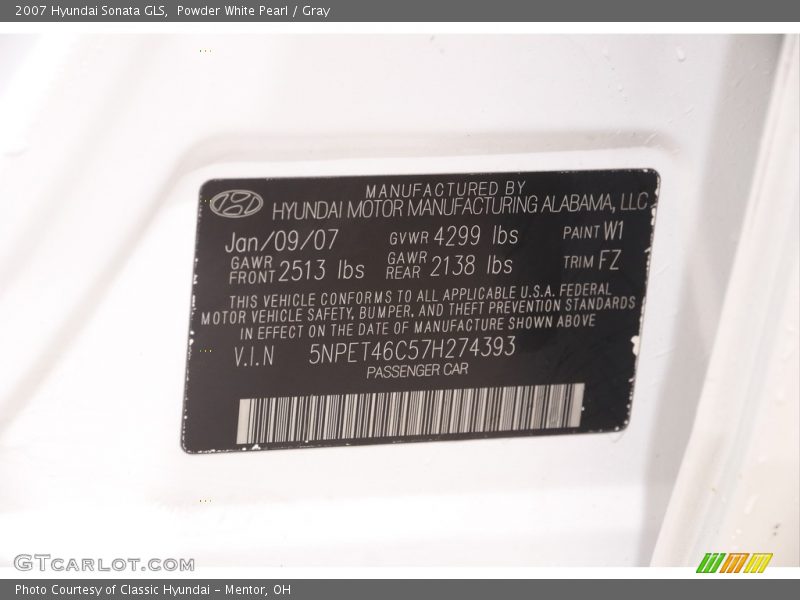 2007 Hyundai Sonata GLS, Powder White Pearl / Gray
MANUFACTURED BY
HYUNDAI MOTOR MANUFACTURING ALABAMA, LLC
Jan/09/07 GVWR 4299 lbs PAINT W1
GAWR FRONT 2513 lbs GAWR REAR 2138 lbs TRIM FZ
THIS VEHICLE CONFORMS TO ALL APPLICABLE U.S.A. FEDERAL
MOTOR VEHICLE SAFETY, BUMPER, AND THEFT PREVENTION STANDARDS
IN EFFECT ON THE DATE OF MANUFACTURE SHOWN ABOVE
V.I.N 5NPET46C57H274393
PASSENGER CAR
GTCARLOT.COM
Photo Courtesy of Classic Hyundai - Mentor, OH